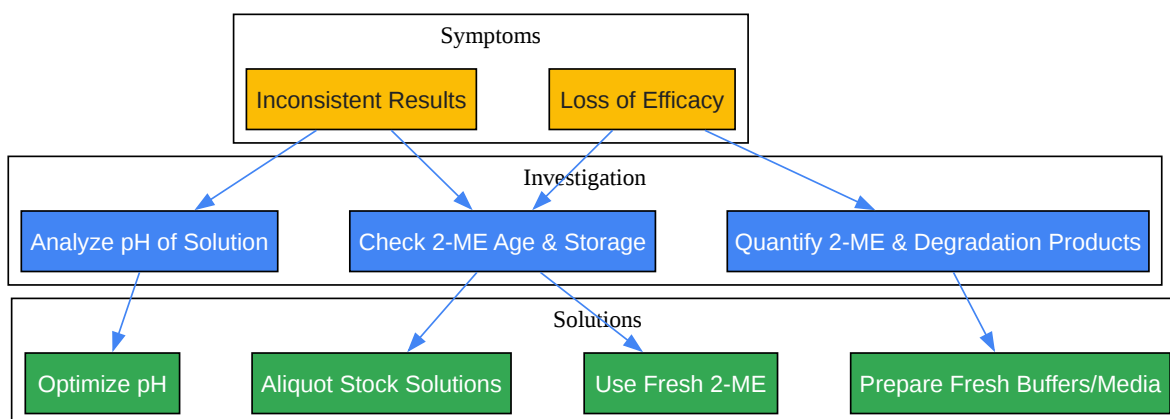 Symptoms
Inconsistent Results
Loss of Efficacy
Investigation
Analyze pH of Solution
Check 2-ME Age & Storage
Quantify 2-ME & Degradation Products
Solutions
Optimize pH
Aliquot Stock Solutions
Use Fresh 2-ME
Prepare Fresh Buffers/Media